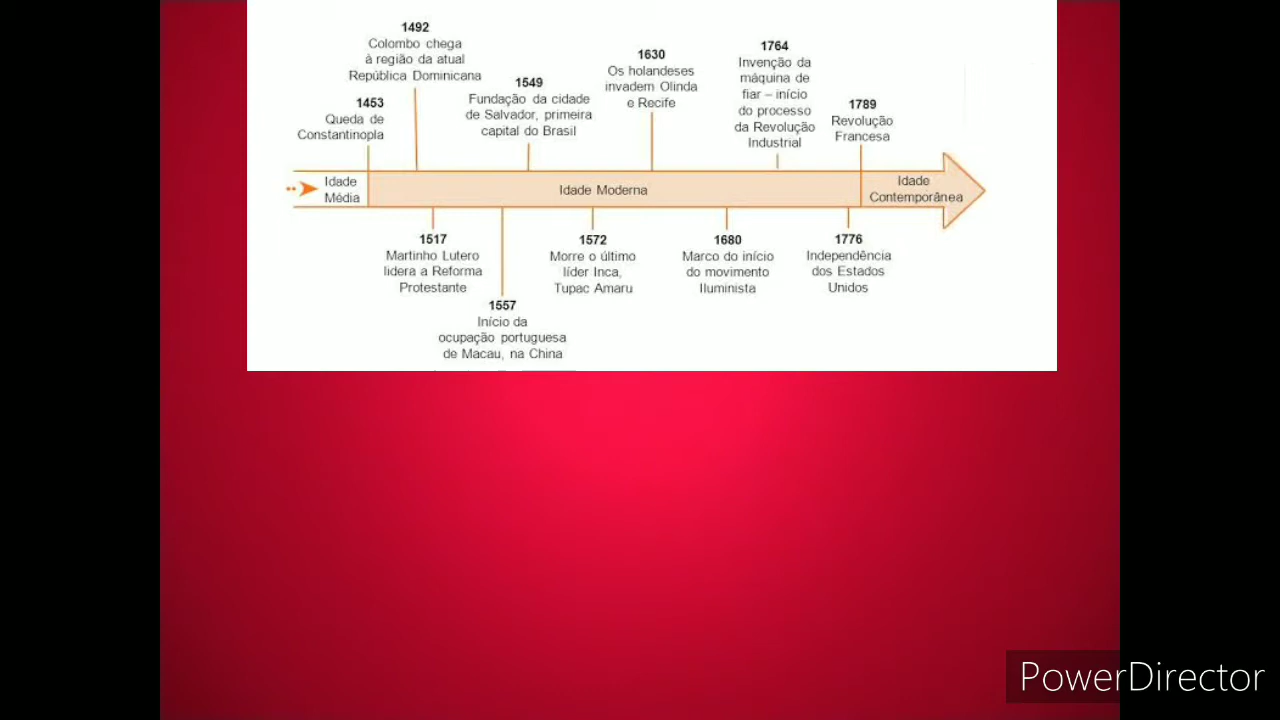 1492
Colombo chega
à região da atual
República Dominicana
1453
Queda de
Constantinopla
1549
Fundação da cidade
de Salvador, primeira
capital do Brasil
1630
Os holandeses
invadem Olinda
e Recife
1764
Invenção da
máquina de
fiar – início
do processo
da Revolução
Industrial
1789
Revolução
Francesa
Idade
Média
Idade Moderna
Idade
Contemporânea
1517
Martinho Lutero
lidera a Reforma
Protestante
1557
Início da
ocupação portuguesa
de Macau, na China
1572
Morre o último
líder Inca,
Tupac Amaru
1680
Marco do início
do movimento
Iluminista
1776
Independência
dos Estados
Unidos
PowerDirector